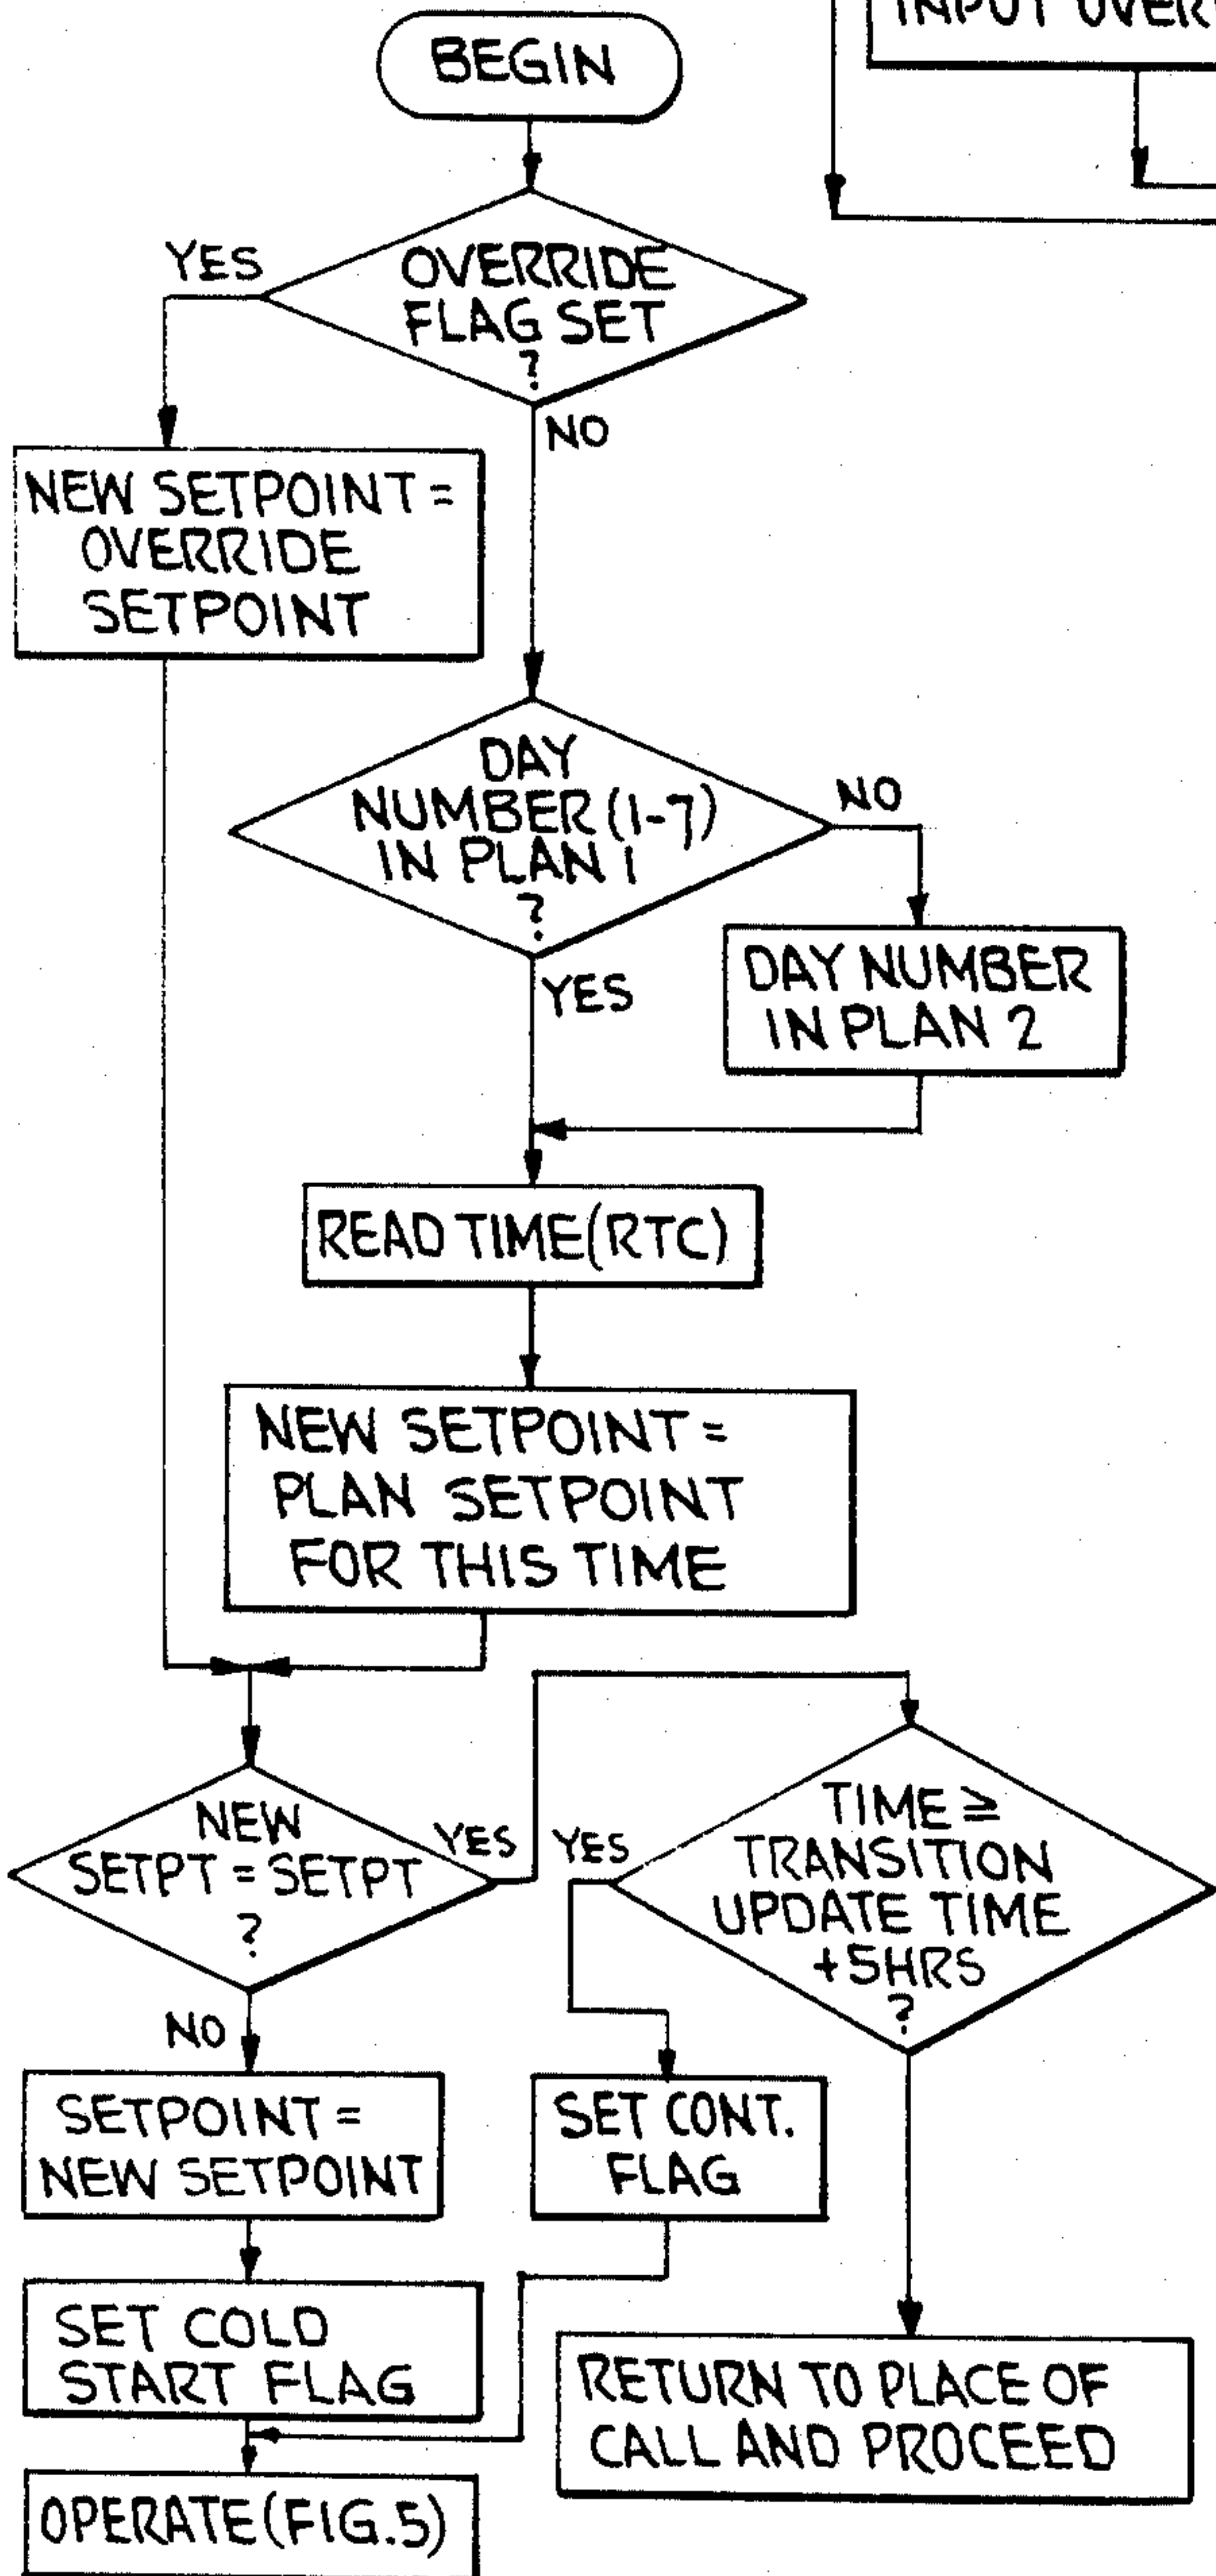 BEGIN
INPUT OVER
YES
OVERRIDE
FLAG SET
?
NO
NEW SETPOINT =
OVERRIDE
SETPOINT
DAY
NUMBER (1-7)
IN PLAN 1
?
NO
YES
DAY NUMBER
IN PLAN 2
READ TIME (RTC)
NEW SETPOINT =
PLAN SETPOINT
FOR THIS TIME
NEW
SETPT = SETPT
?
YES
NO
YES
TIME ≥
TRANSITION
UPDATE TIME
+5HRS
?
SETPOINT =
NEW SETPOINT
SET CONT.
FLAG
SET COLD
START FLAG
RETURN TO PLACE OF
CALL AND PROCEED
OPERATE (FIG.5)